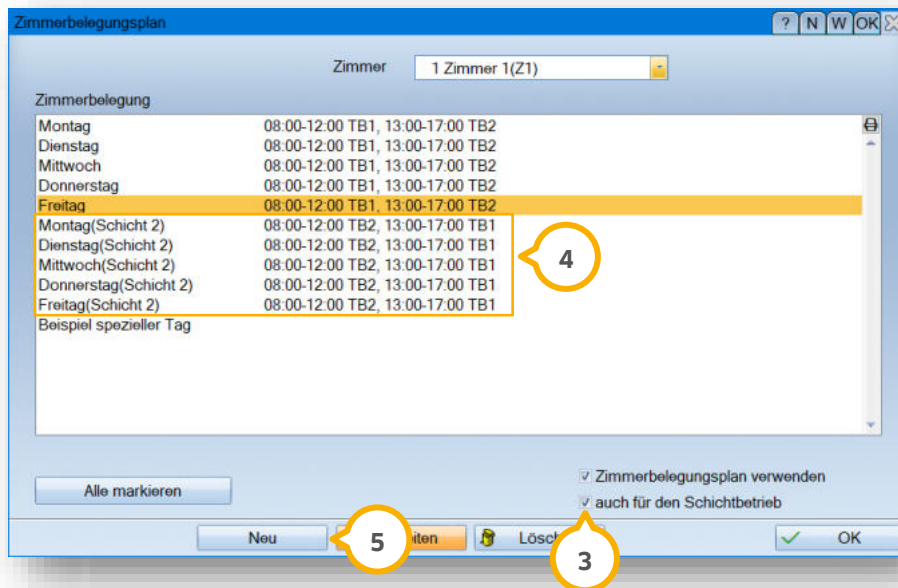 Zimmerbelegungsplan ? N W OK
Zimmer 1 Zimmer 1(Z1)
Zimmerbelegung
Montag 08:00-12:00 TB1, 13:00-17:00 TB2
Dienstag 08:00-12:00 TB1, 13:00-17:00 TB2
Mittwoch 08:00-12:00 TB1, 13:00-17:00 TB2
Donnerstag 08:00-12:00 TB1, 13:00-17:00 TB2
Freitag 08:00-12:00 TB1, 13:00-17:00 TB2
Montag(Schicht 2) 08:00-12:00 TB2, 13:00-17:00 TB1
Dienstag(Schicht 2) 08:00-12:00 TB2, 13:00-17:00 TB1
Mittwoch(Schicht 2) 08:00-12:00 TB2, 13:00-17:00 TB1
Donnerstag(Schicht 2) 08:00-12:00 TB2, 13:00-17:00 TB1
Freitag(Schicht 2) 08:00-12:00 TB2, 13:00-17:00 TB1
4
Beispiel spezieller Tag
Zimmerbelegungsplan verwenden
Alle markieren
auch für den Schichtbetrieb
Neu 5 iten Lösch 3 OK